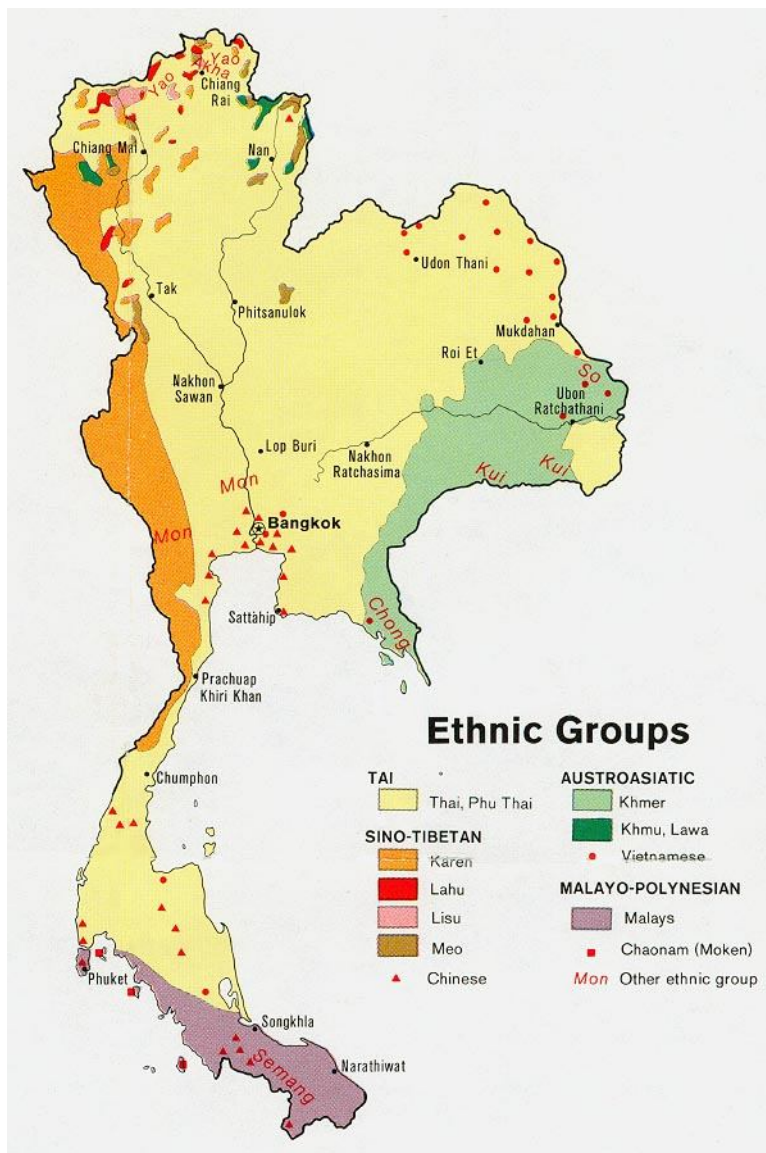 Yao
Yao
Akha
Chiang
Rai
Chiang Mai
Nan
Udon Thani
Tak
Phitsanulok
Mukdahan
Roi Et
So
Nakhon
Sawan
Ubon
Ratchathani
Lop Buri
Nakhon
Ratchasima
Kui
Kui
Mon
Bangkok
Mon
Sattahip
Chong
Prachuap
Khiri Khan
Ethnic Groups
Chumphon
TAI
Thai, Phu Thai
SINO-TIBETAN
Karen
Lahu
Lisu
Meo
Chinese
AUSTROASIATIC
Khmer
Khmu, Lawa
Vietnamese
MALAYO-POLYNESIAN
Malays
Chaonam (Moken)
Mon Other ethnic group
Phuket
Songkhla
Semang
Narathiwat